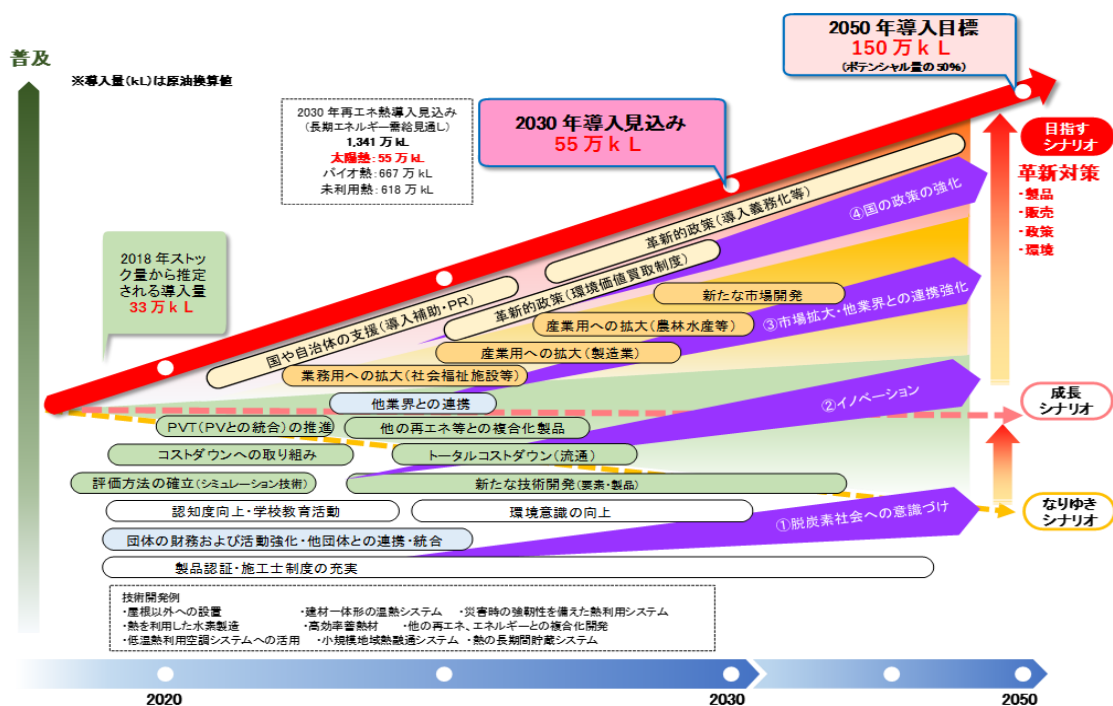 普及
※導入量(kL)は原油換算値
2030年再エネ熱導入見込み
(長期エネルギー需給見通し)
1,341万kL
太陽熱：55万kL
バイオ熱：667万kL
未利用熱：618万kL
2030年導入見込み
55万kL
2050年導入目標
150万kL
(ポテンシャル量の50%)
目指す
シナリオ
革新対策
・製品
・販売
・政策
・環境
2018年ストッ
ク量から推定
される導入量
33万kL
④国の政策の強化
革新的政策(導入義務化等)
革新的政策(環境価値買取制度)
国や自治体の支援(導入補助・PR)
新たな市場開発
③市場拡大・他業界との連携強化
産業用への拡大(農林水産等)
産業用への拡大(製造業)
業務用への拡大(社会福祉施設等)
他業界との連携
②イノベーション
成長
シナリオ
PVT(PVとの統合)の推進
他の再エネ等との複合化製品
コストダウンへの取り組み
トータルコストダウン(流通)
評価方法の確立(シミュレーション技術)
新たな技術開発(要素・製品)
なりゆき
シナリオ
認知度向上・学校教育活動
環境意識の向上
①脱炭素社会への意識づけ
団体の財務および活動強化・他団体との連携・統合
製品認証・施工士制度の充実
技術開発例
・屋根以外への設置 ・建材一体形の温熱システム ・災害時の強靭性を備えた熱利用システム
・熱を利用した水素製造 ・高効率蓄熱材 ・他の再エネ、エネルギーとの複合化開発
・低温熱利用空調システムへの活用 ・小規模地域熱融通システム ・熱の長期間貯蔵システム
2020
2030
2050